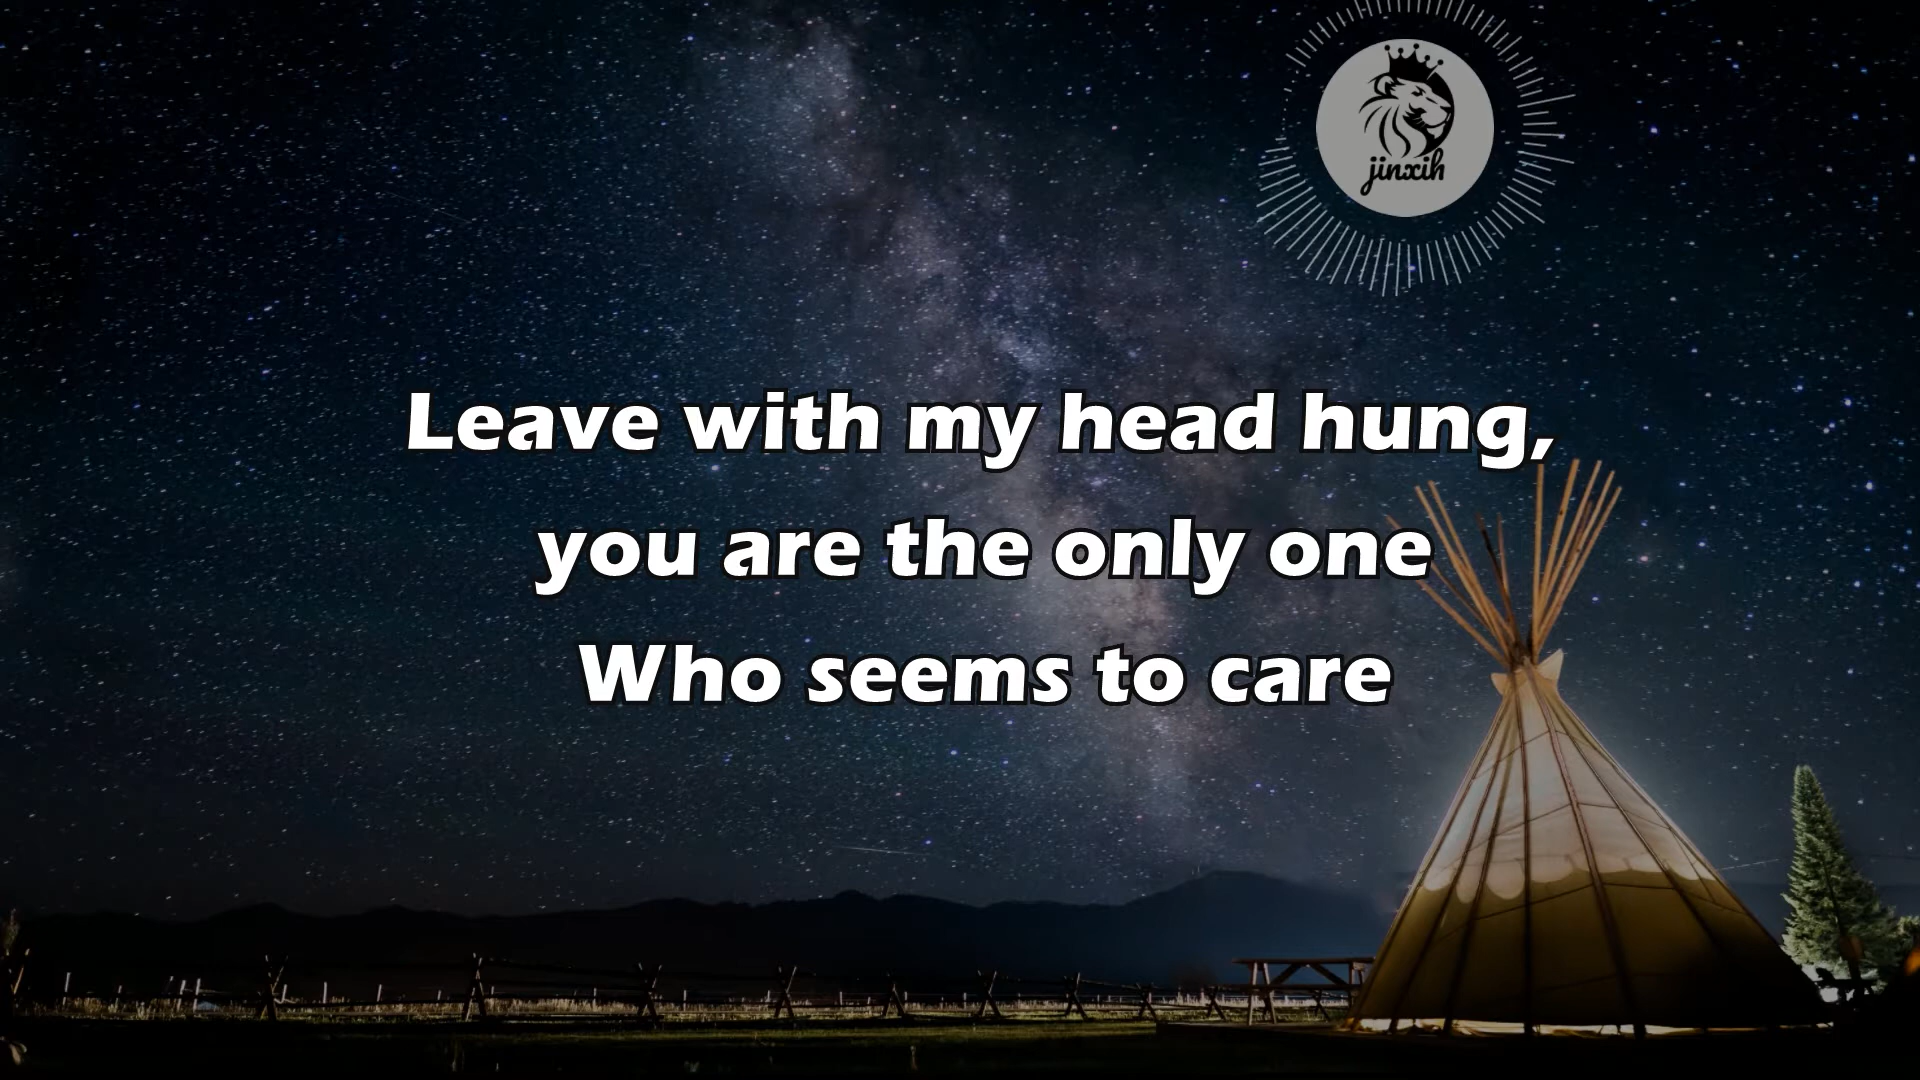 jinxih
Leave with my head hung,
you are the only one
Who seems to care